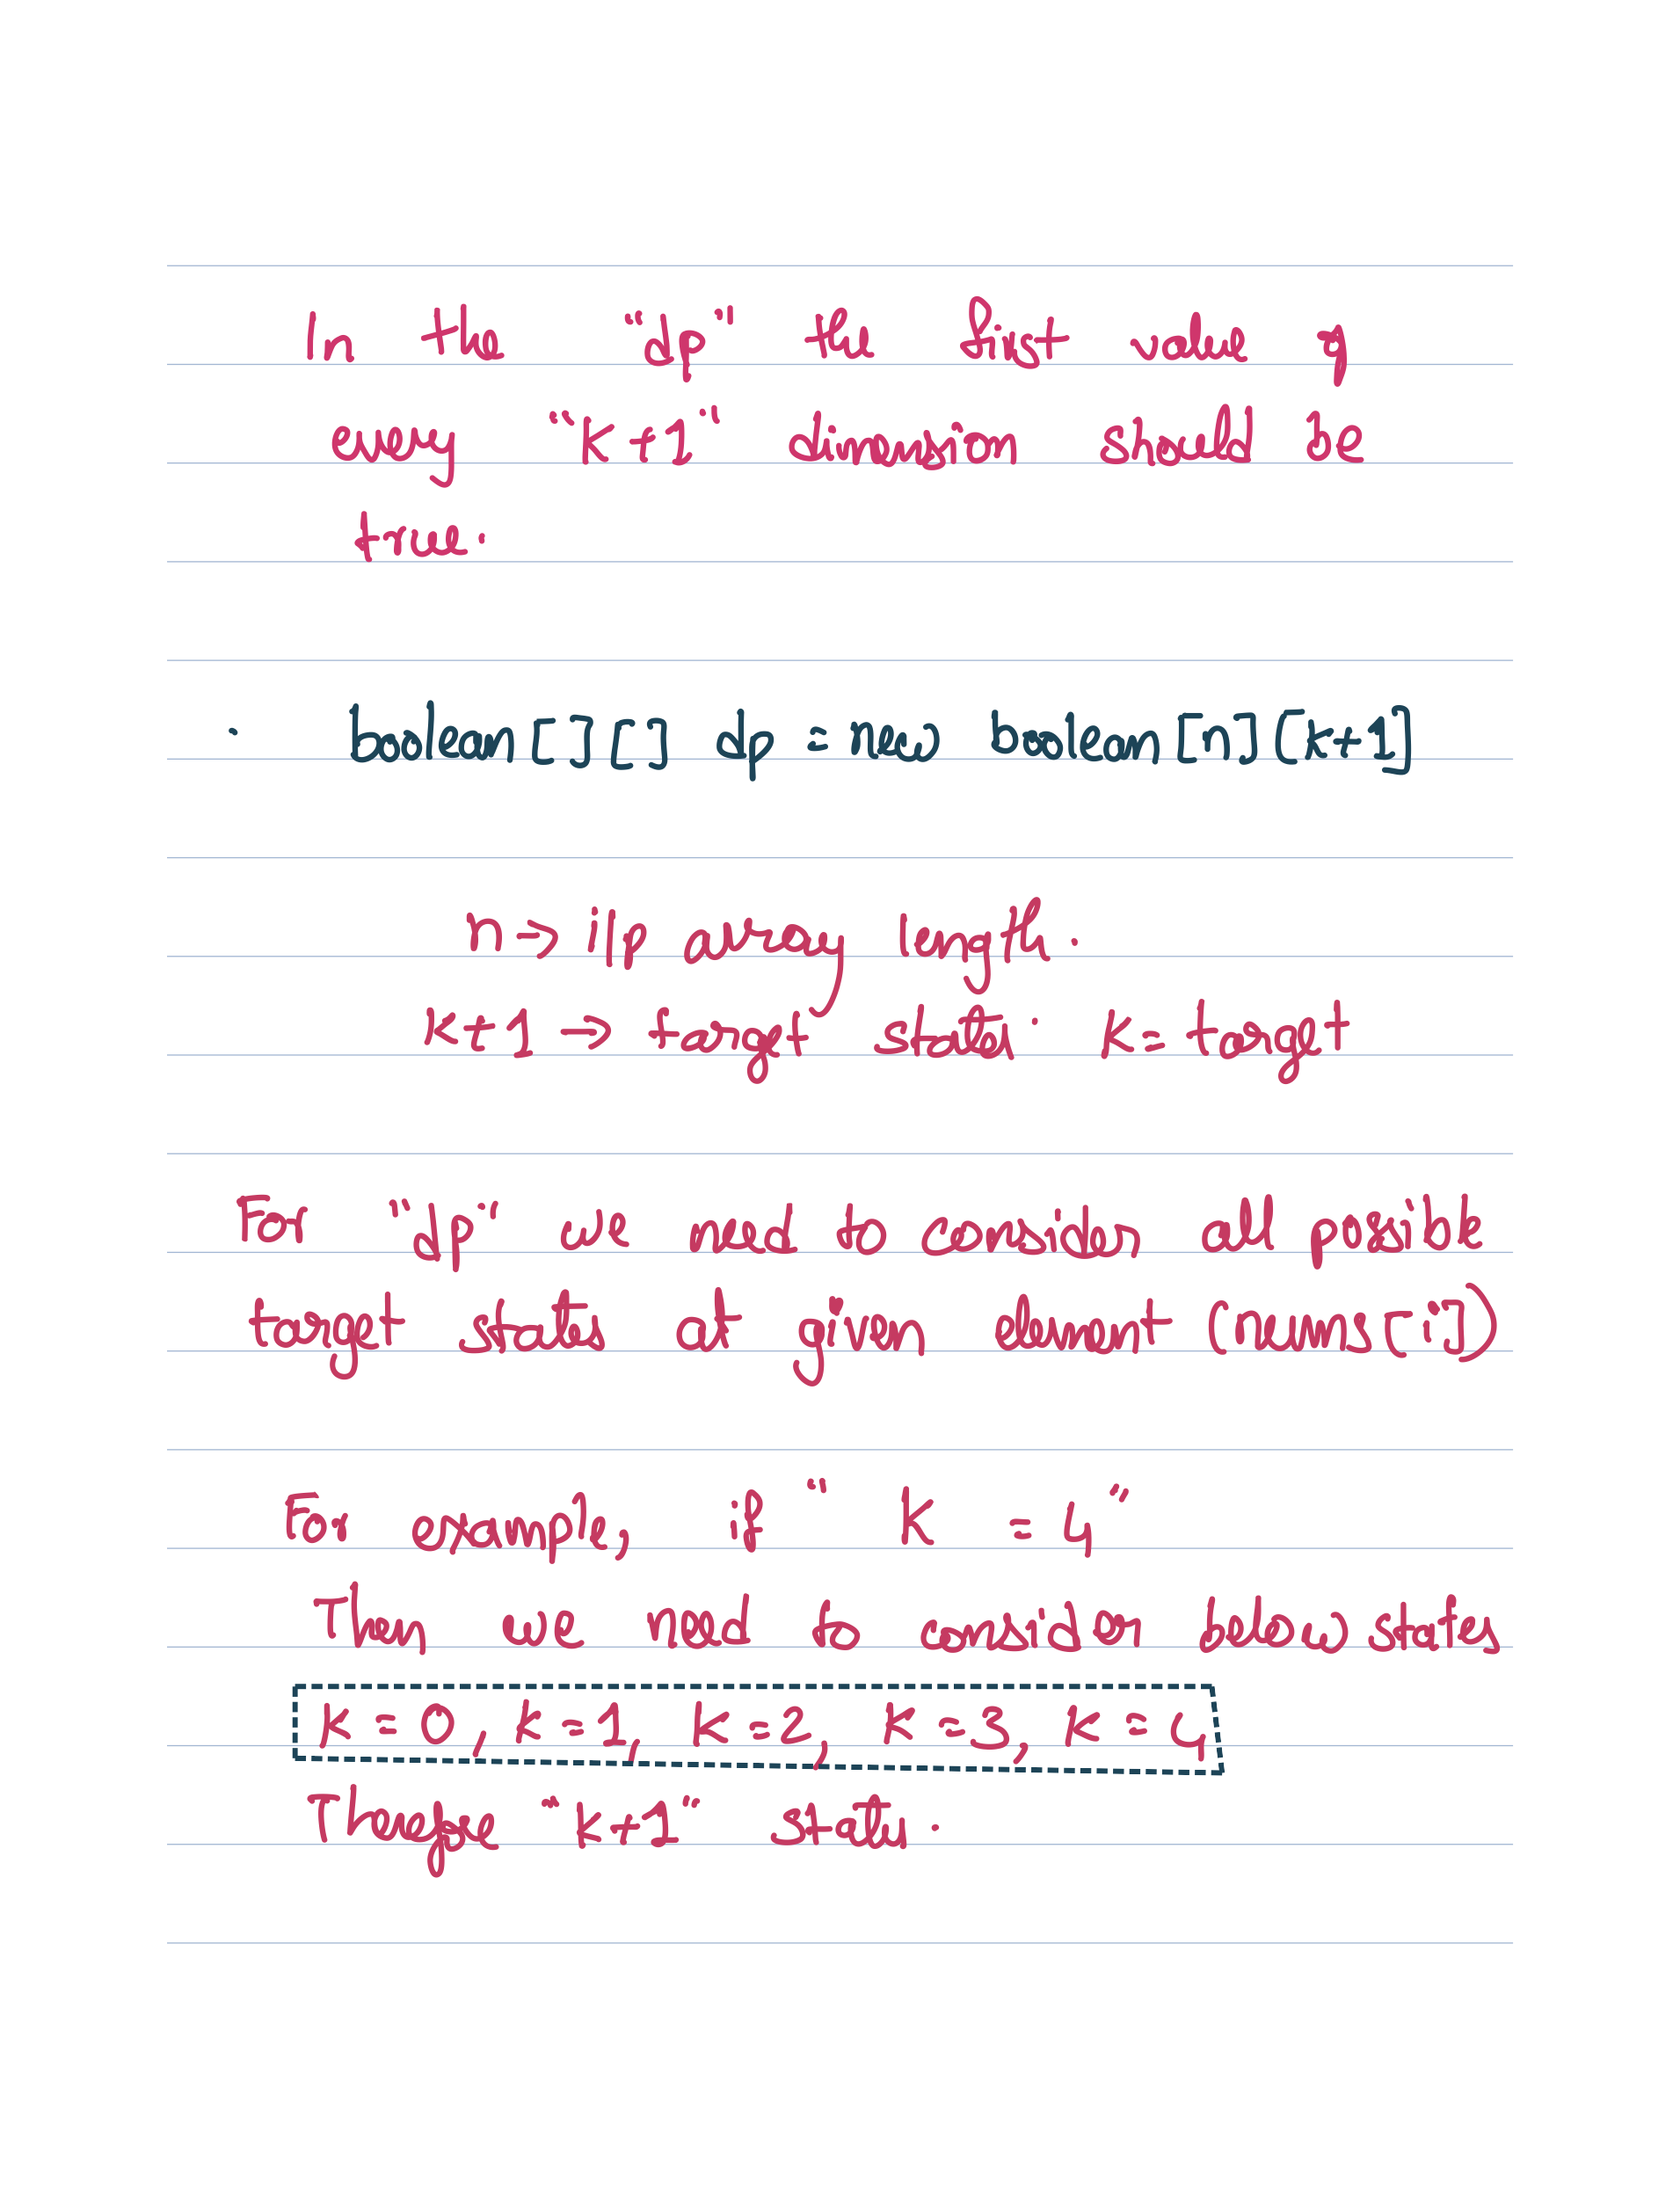 In the "dp" the first value of
every "K+1" dimension should be
true.
· boolean[][] dp = new boolean[n][k+1]
n → i/p array length.
K+1 → target states. K = target
For "dp" we need to consider all possible
target states at given element (nums[i])
For example, if " K = 4 "
Then we need to consider below states
K = 0, K = 1, K = 2, K = 3, K = 4
Therefore "K+1" states.